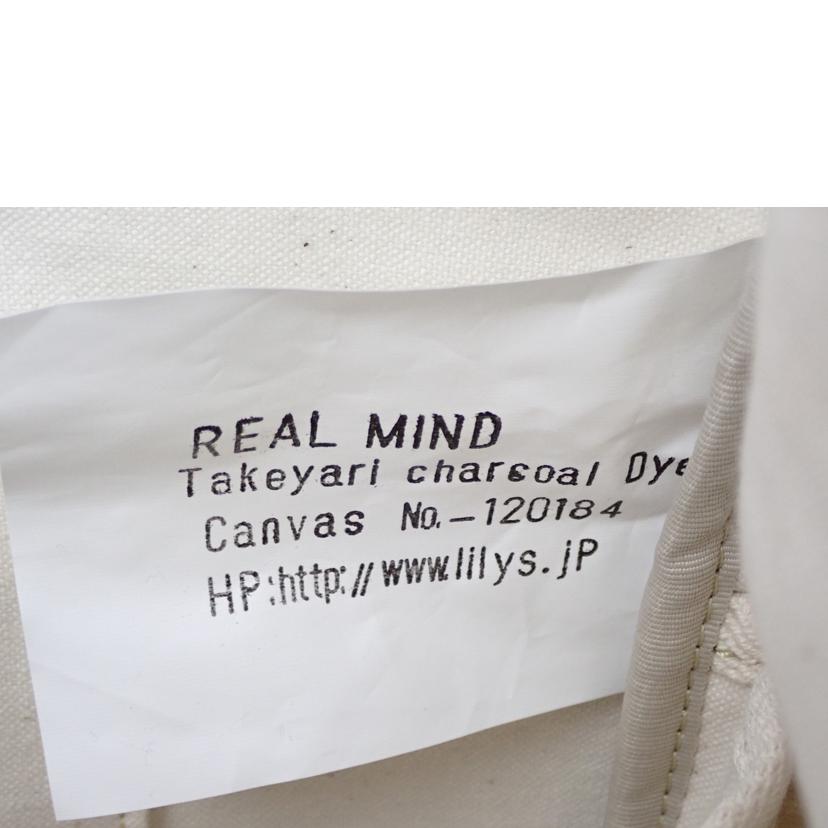 REAL MIND
Takeyari charcoal Dye
Canvas No.-120184
HP:http://www.lilys.jP